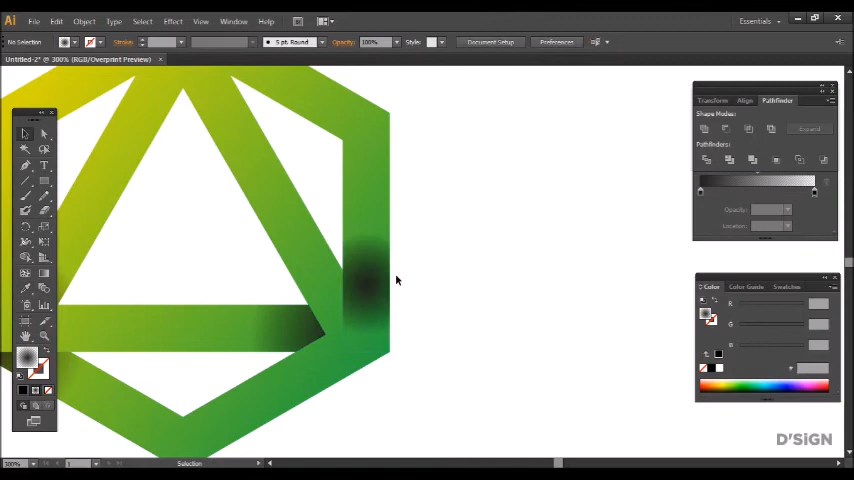 Ai File Edit Object Type Select Effect View Window Help Br Essentials
No Selection Stroke: 5 pt. Round Opacity: 100% Style: Document Setup Preferences
Untitled-2* @ 300% (RGB/Overprint Preview) ×
Transform Align Pathfinder
Shape Modes:
Expand
Pathfinders:
Opacity:
Location:
Color Color Guide Swatches
R
G
B
#
D'SiGN
300% 1 Selection